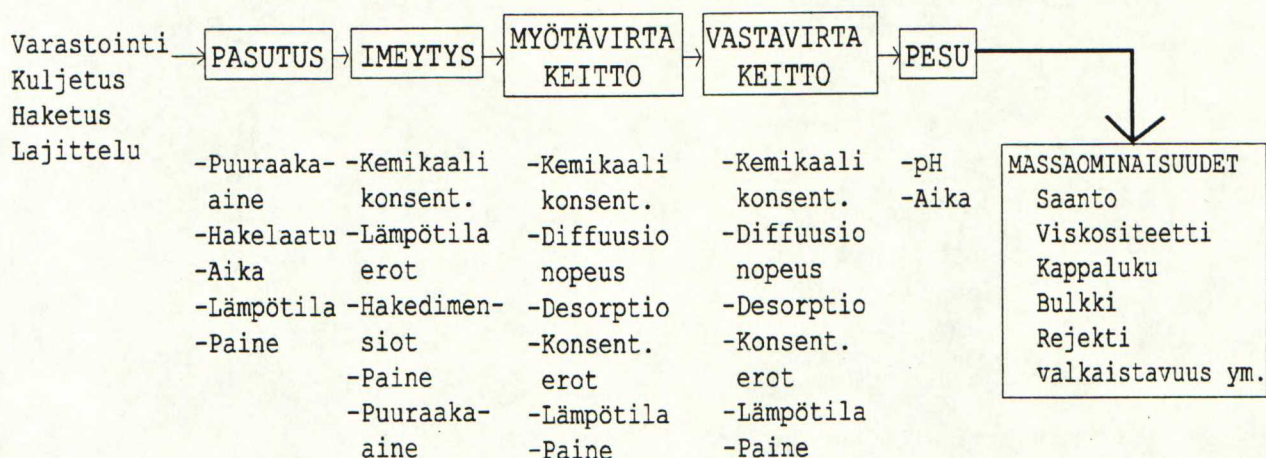 Varastointi
Kuljetus
Haketus
Lajittelu
PASUTUS
IMEYTYS
MYÖTÄVIRTA
KEITTO
VASTAVIRTA
KEITTO
PESU
-Puuraaka-
aine
-Hakelaatu
-Aika
-Lämpötila
-Paine
-Kemikaali
konsent.
-Lämpötila
erot
-Hakedimen-
siot
-Paine
-Puuraaka-
aine
-Kemikaali
konsent.
-Diffuusio
nopeus
-Desorptio
-Konsent.
erot
-Lämpötila
-Paine
-Kemikaali
konsent.
-Diffuusio
nopeus
-Desorptio
-Konsent.
erot
-Lämpötila
-Paine
-pH
-Aika
MASSAOMINAISUUDET
Saanto
Viskositeetti
Kappaluku
Bulkki
Rejekti
valkaistavuus ym.